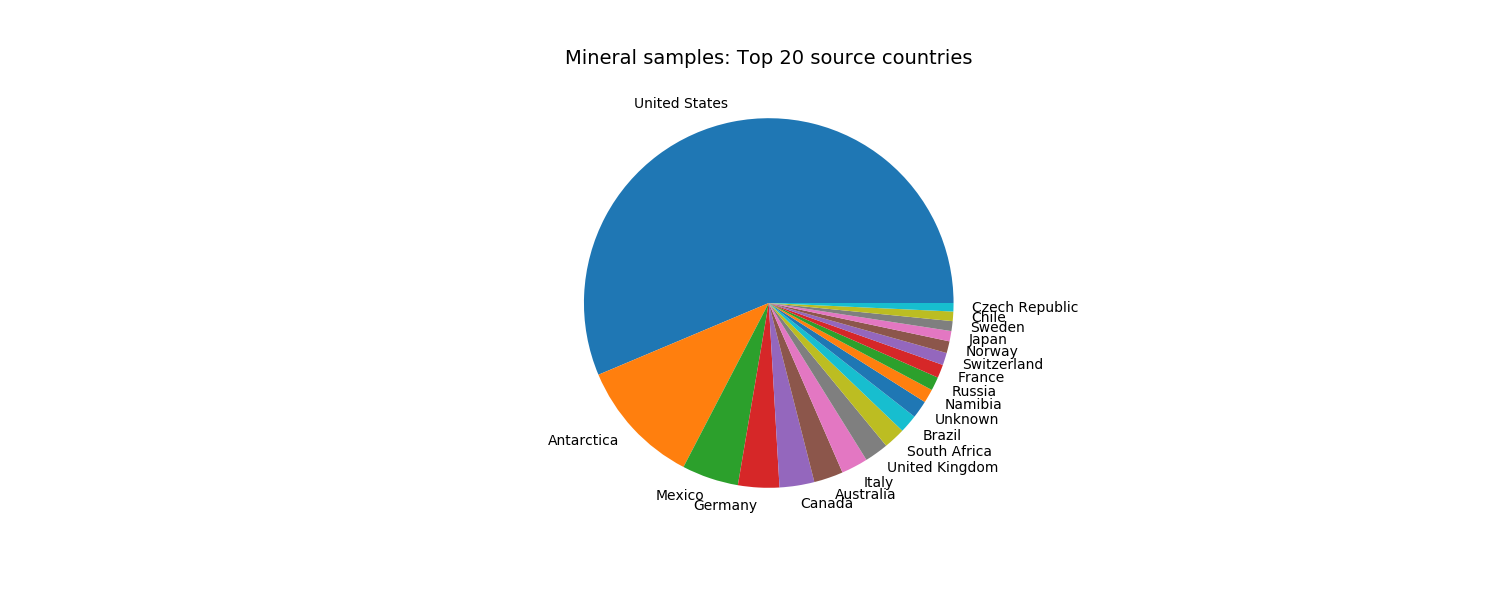 Mineral samples: Top 20 source countries
United States
Antarctica
Mexico
Germany
Canada
Australia
Italy
United Kingdom
South Africa
Brazil
Unknown
Namibia
Russia
France
Switzerland
Norway
Japan
Sweden
Chile
Czech Republic